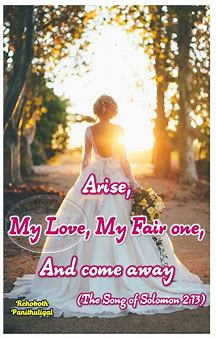 Arise,
My Love, My Fair one,
And come away
(The Song of Solomon 2:13)
Rehoboth
Panithuligal